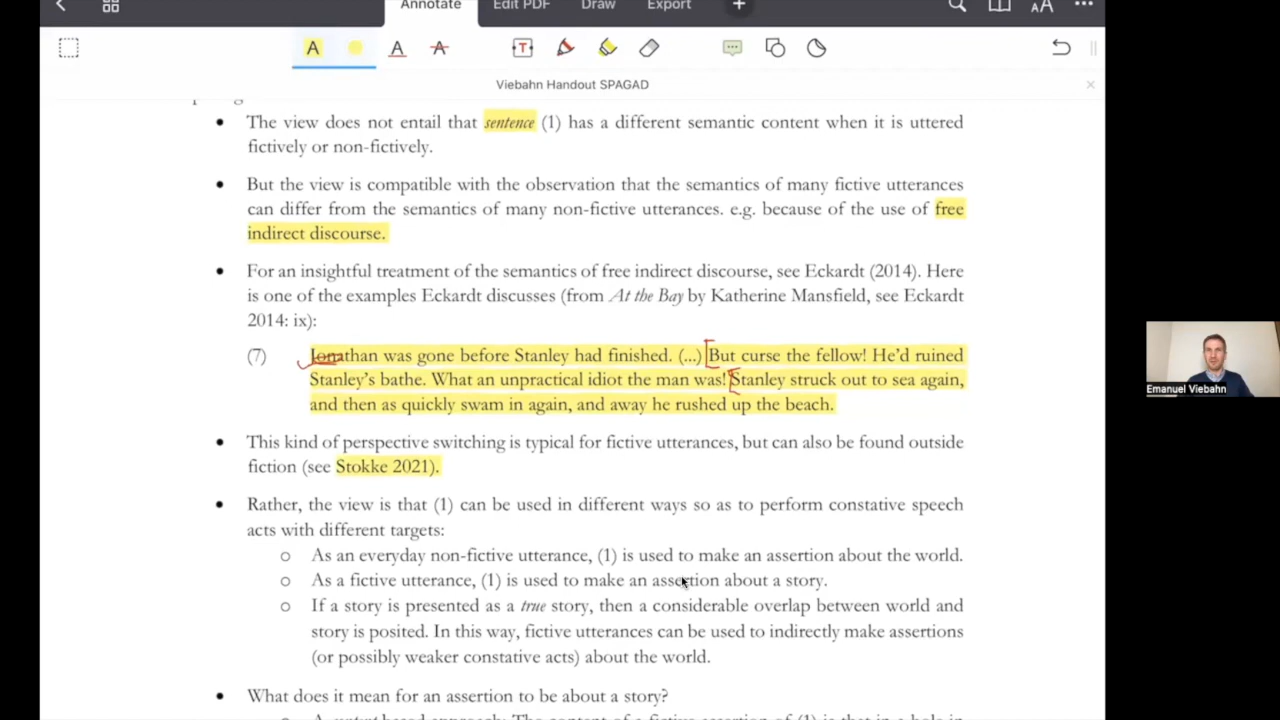 Annotate Edit PDF Draw Export +
Viebahn Handout SPAGAD
• The view does not entail that sentence (1) has a different semantic content when it is uttered
fictively or non-fictively.
• But the view is compatible with the observation that the semantics of many fictive utterances
can differ from the semantics of many non-fictive utterances. e.g. because of the use of free
indirect discourse.
• For an insightful treatment of the semantics of free indirect discourse, see Eckardt (2014). Here
is one of the examples Eckardt discusses (from At the Bay by Katherine Mansfield, see Eckardt
2014: ix):
(7) Jonathan was gone before Stanley had finished. (...) But curse the fellow! He'd ruined
Stanley's bathe. What an unpractical idiot the man was! Stanley struck out to sea again,
and then as quickly swam in again, and away he rushed up the beach.
• This kind of perspective switching is typical for fictive utterances, but can also be found outside
fiction (see Stokke 2021).
• Rather, the view is that (1) can be used in different ways so as to perform constative speech
acts with different targets:
o As an everyday non-fictive utterance, (1) is used to make an assertion about the world.
o As a fictive utterance, (1) is used to make an assertion about a story.
o If a story is presented as a true story, then a considerable overlap between world and
story is posited. In this way, fictive utterances can be used to indirectly make assertions
(or possibly weaker constative acts) about the world.
• What does it mean for an assertion to be about a story?
Emanuel Viebahn